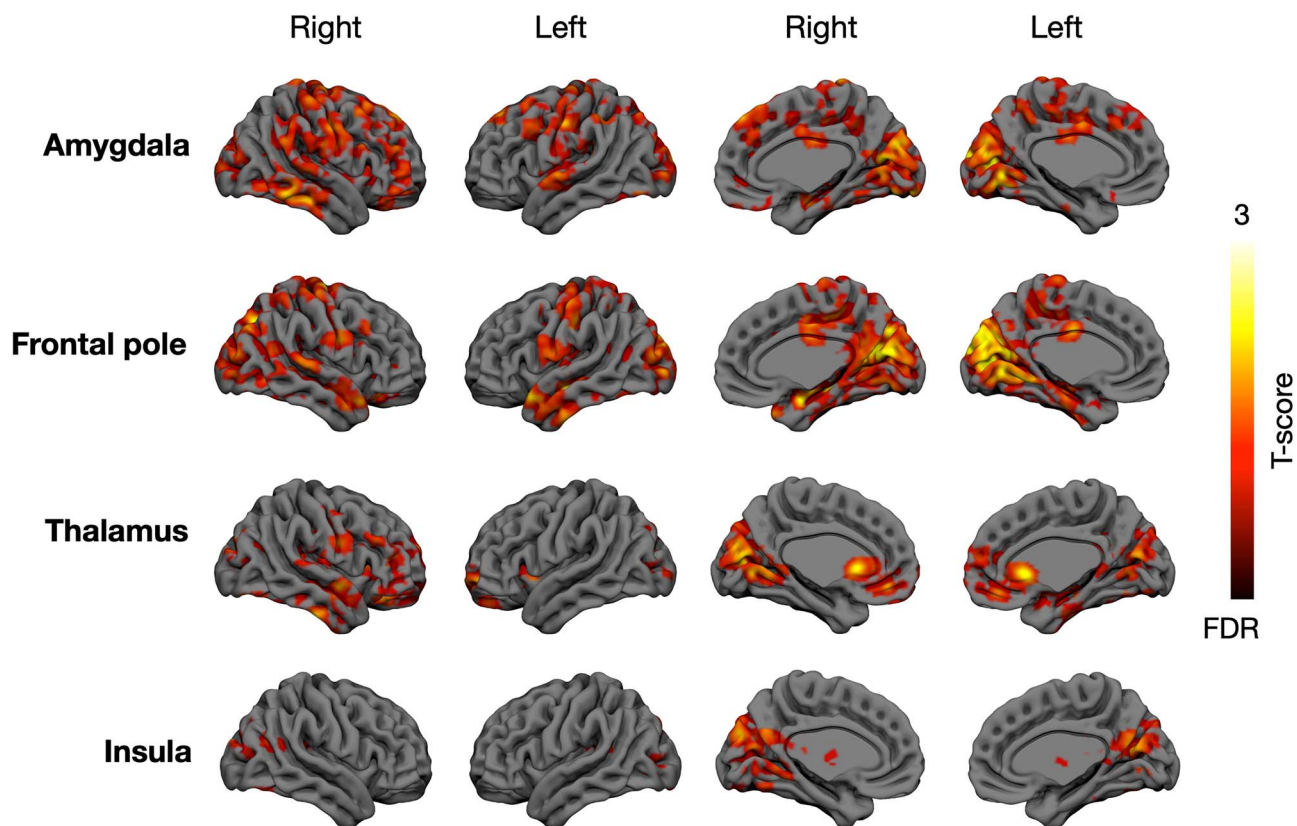 Right Left Right Left
Amygdala
3
Frontal pole
T-score
Thalamus
FDR
Insula